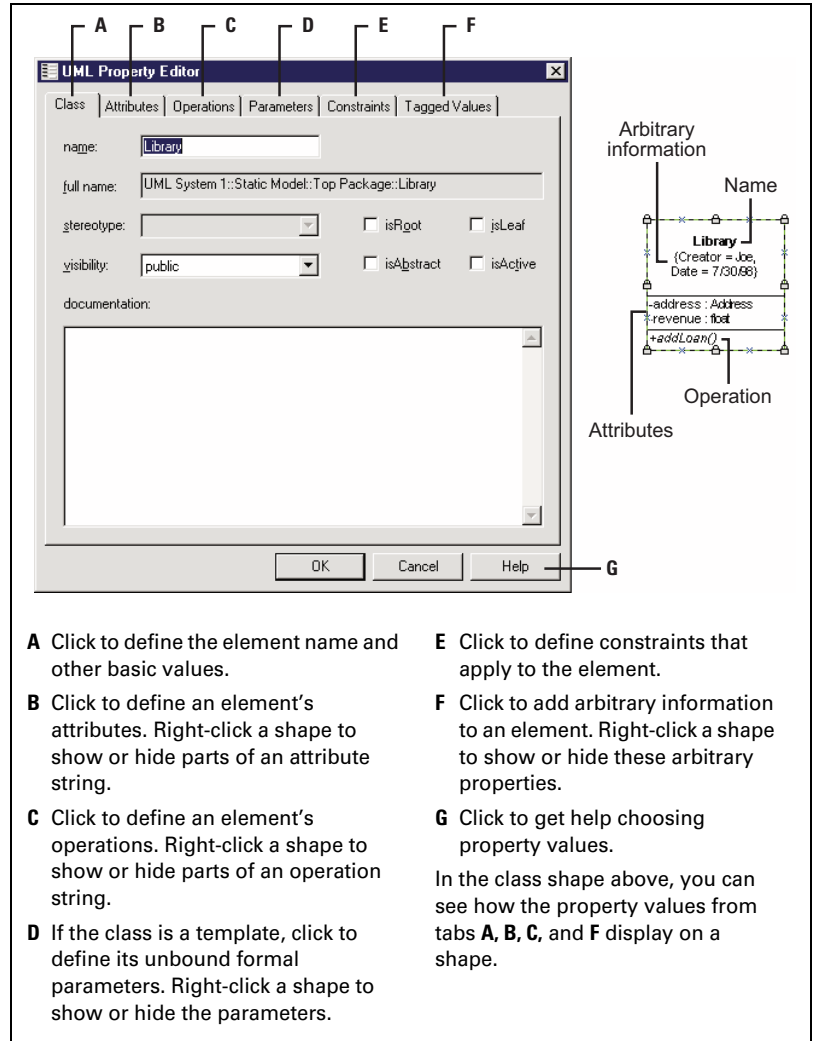 A B C D E F
UML Property Editor
Class Attributes Operations Parameters Constraints Tagged Values
name: Library
full name: UML System 1::Static Model::Top Package::Library
stereotype: isRoot isLeaf
visibility: public isAbstract isActive
documentation:
OK Cancel Help
G
Arbitrary
information
Name
Library
{Creator = Joe,
Date = 7/30/98}
-address : Address
-revenue : float
+addLoan()
Operation
Attributes
A Click to define the element name and
other basic values.
B Click to define an element's
attributes. Right-click a shape to
show or hide parts of an attribute
string.
C Click to define an element's
operations. Right-click a shape to
show or hide parts of an operation
string.
D If the class is a template, click to
define its unbound formal
parameters. Right-click a shape to
show or hide the parameters.
E Click to define constraints that
apply to the element.
F Click to add arbitrary information
to an element. Right-click a shape
to show or hide these arbitrary
properties.
G Click to get help choosing
property values.
In the class shape above, you can
see how the property values from
tabs A, B, C, and F display on a
shape.